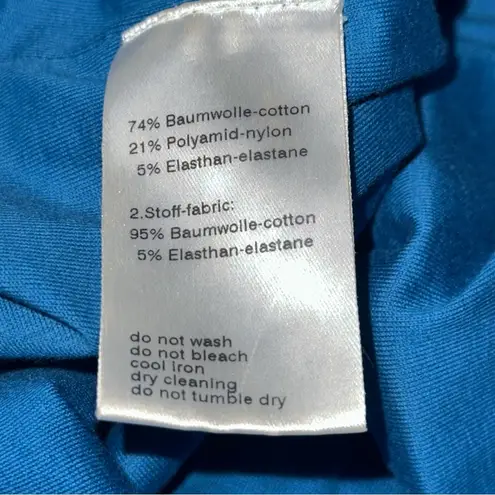 74% Baumwolle-cotton
21% Polyamid-nylon
5% Elasthan-elastane
2.Stoff-fabric:
95% Baumwolle-cotton
5% Elasthan-elastane
do not wash
do not bleach
cool iron
dry cleaning
do not tumble dry